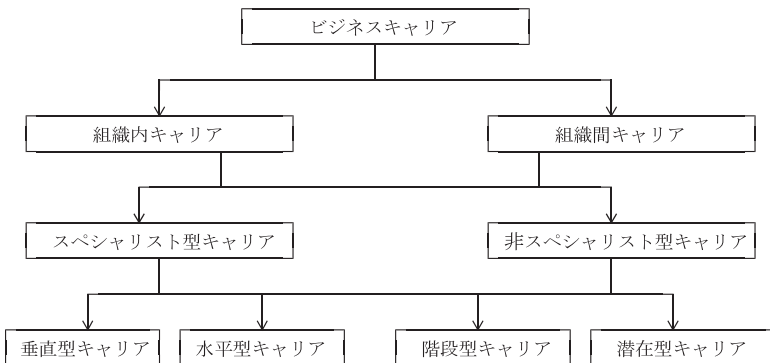 ビジネスキャリア
組織内キャリア
組織間キャリア
スペシャリスト型キャリア
非スペシャリスト型キャリア
垂直型キャリア
水平型キャリア
階段型キャリア
潜在型キャリア